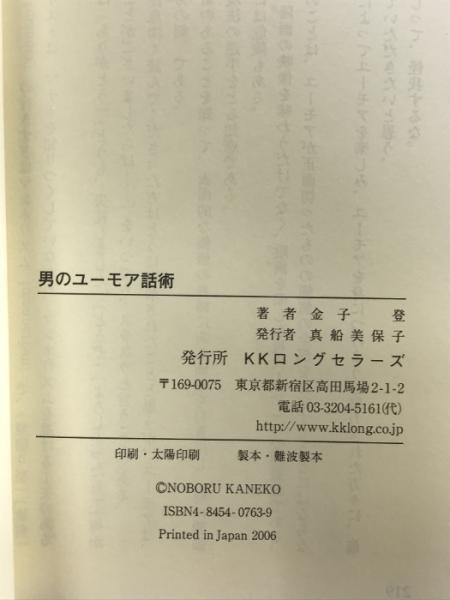 男のユーモア話術
著者 金子 登
発行者 真船美保子
発行所 KKロングセラーズ
〒169-0075 東京都新宿区高田馬場2-1-2
電話03-3204-5161(代)
http://www.kklong.co.jp
印刷・太陽印刷 製本・難波製本
©NOBORU KANEKO
ISBN4-8454-0763-9
Printed in Japan 2006